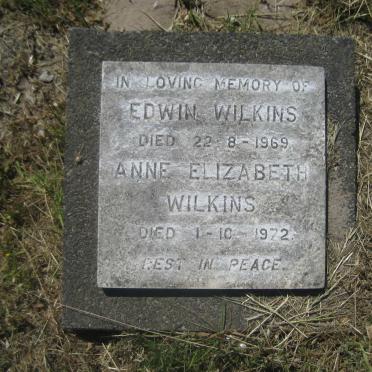 IN LOVING MEMORY OF
EDWIN WILKINS
DIED 22-8-1969
ANNE ELIZABETH
WILKINS
DIED 1-10-1972.
REST IN PEACE.